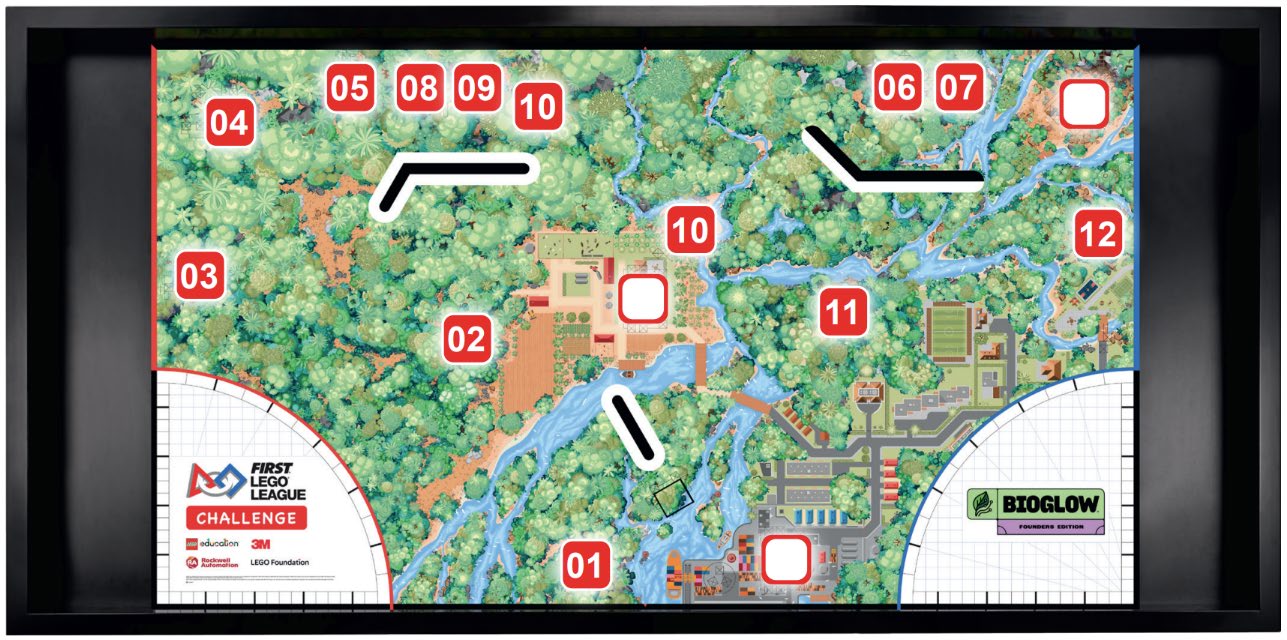 05
08
09
10
06
07
04
10
12
03
11
02
FIRST
LEGO
LEAGUE
CHALLENGE
education
3M
Rockwell
Automation
LEGO Foundation
BIOGLOW
FOUNDERS EDITION
01